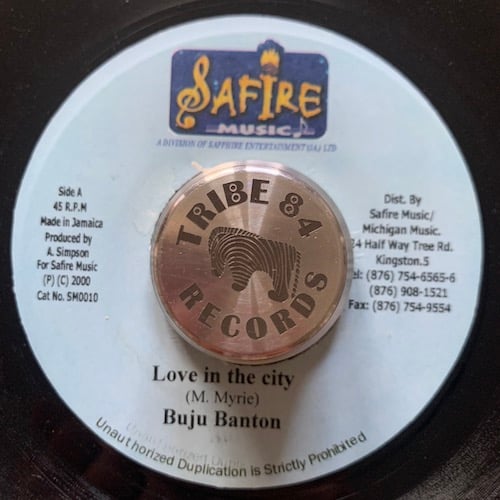 SAFIRE
MUSIC
A DIVISION OF SAPPHIRE ENTERTAINMENT (JA) LTD
Side A
45 R.P.M
Made in Jamaica
Produced by
A. Simpson
For Safire Music
(P) (C) 2000
Cat No. SM0010
TRIBE 84
RECORDS
Dist. By
Safire Music/
Michigan Music.
4 Half Way Tree Rd.
Kingston.5
el: (876) 754-6565-6
(876) 908-1521
Fax: (876) 754-9554
Love in the city
(M. Myrie)
Buju Banton
Unauthorized Duplication is Strictly Prohibited